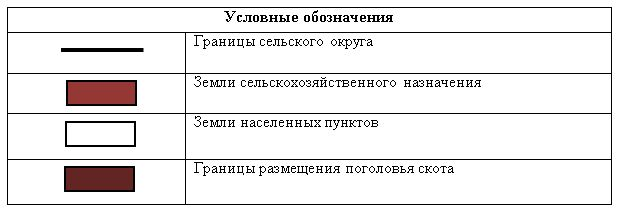 Условные обозначения
Границы сельского округа
Земли сельскохозяйственного назначения
Земли населенных пунктов
Границы размещения поголовья скота